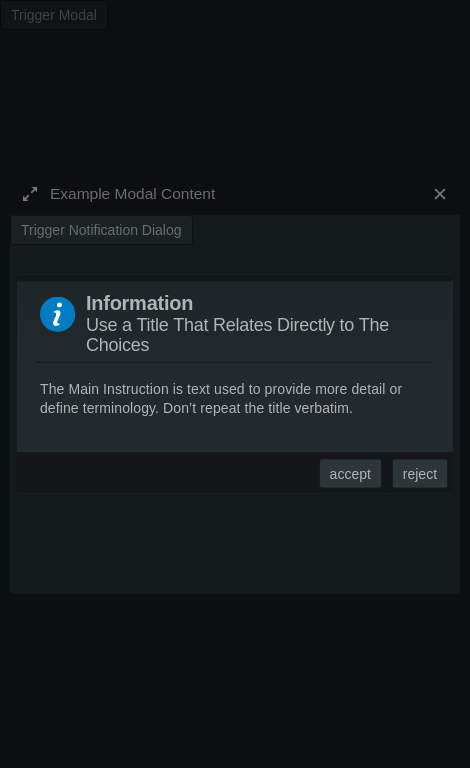 Trigger Modal
Example Modal Content
Trigger Notification Dialog
Information
Use a Title That Relates Directly to The
Choices
The Main Instruction is text used to provide more detail or
define terminology. Don’t repeat the title verbatim.
accept
reject